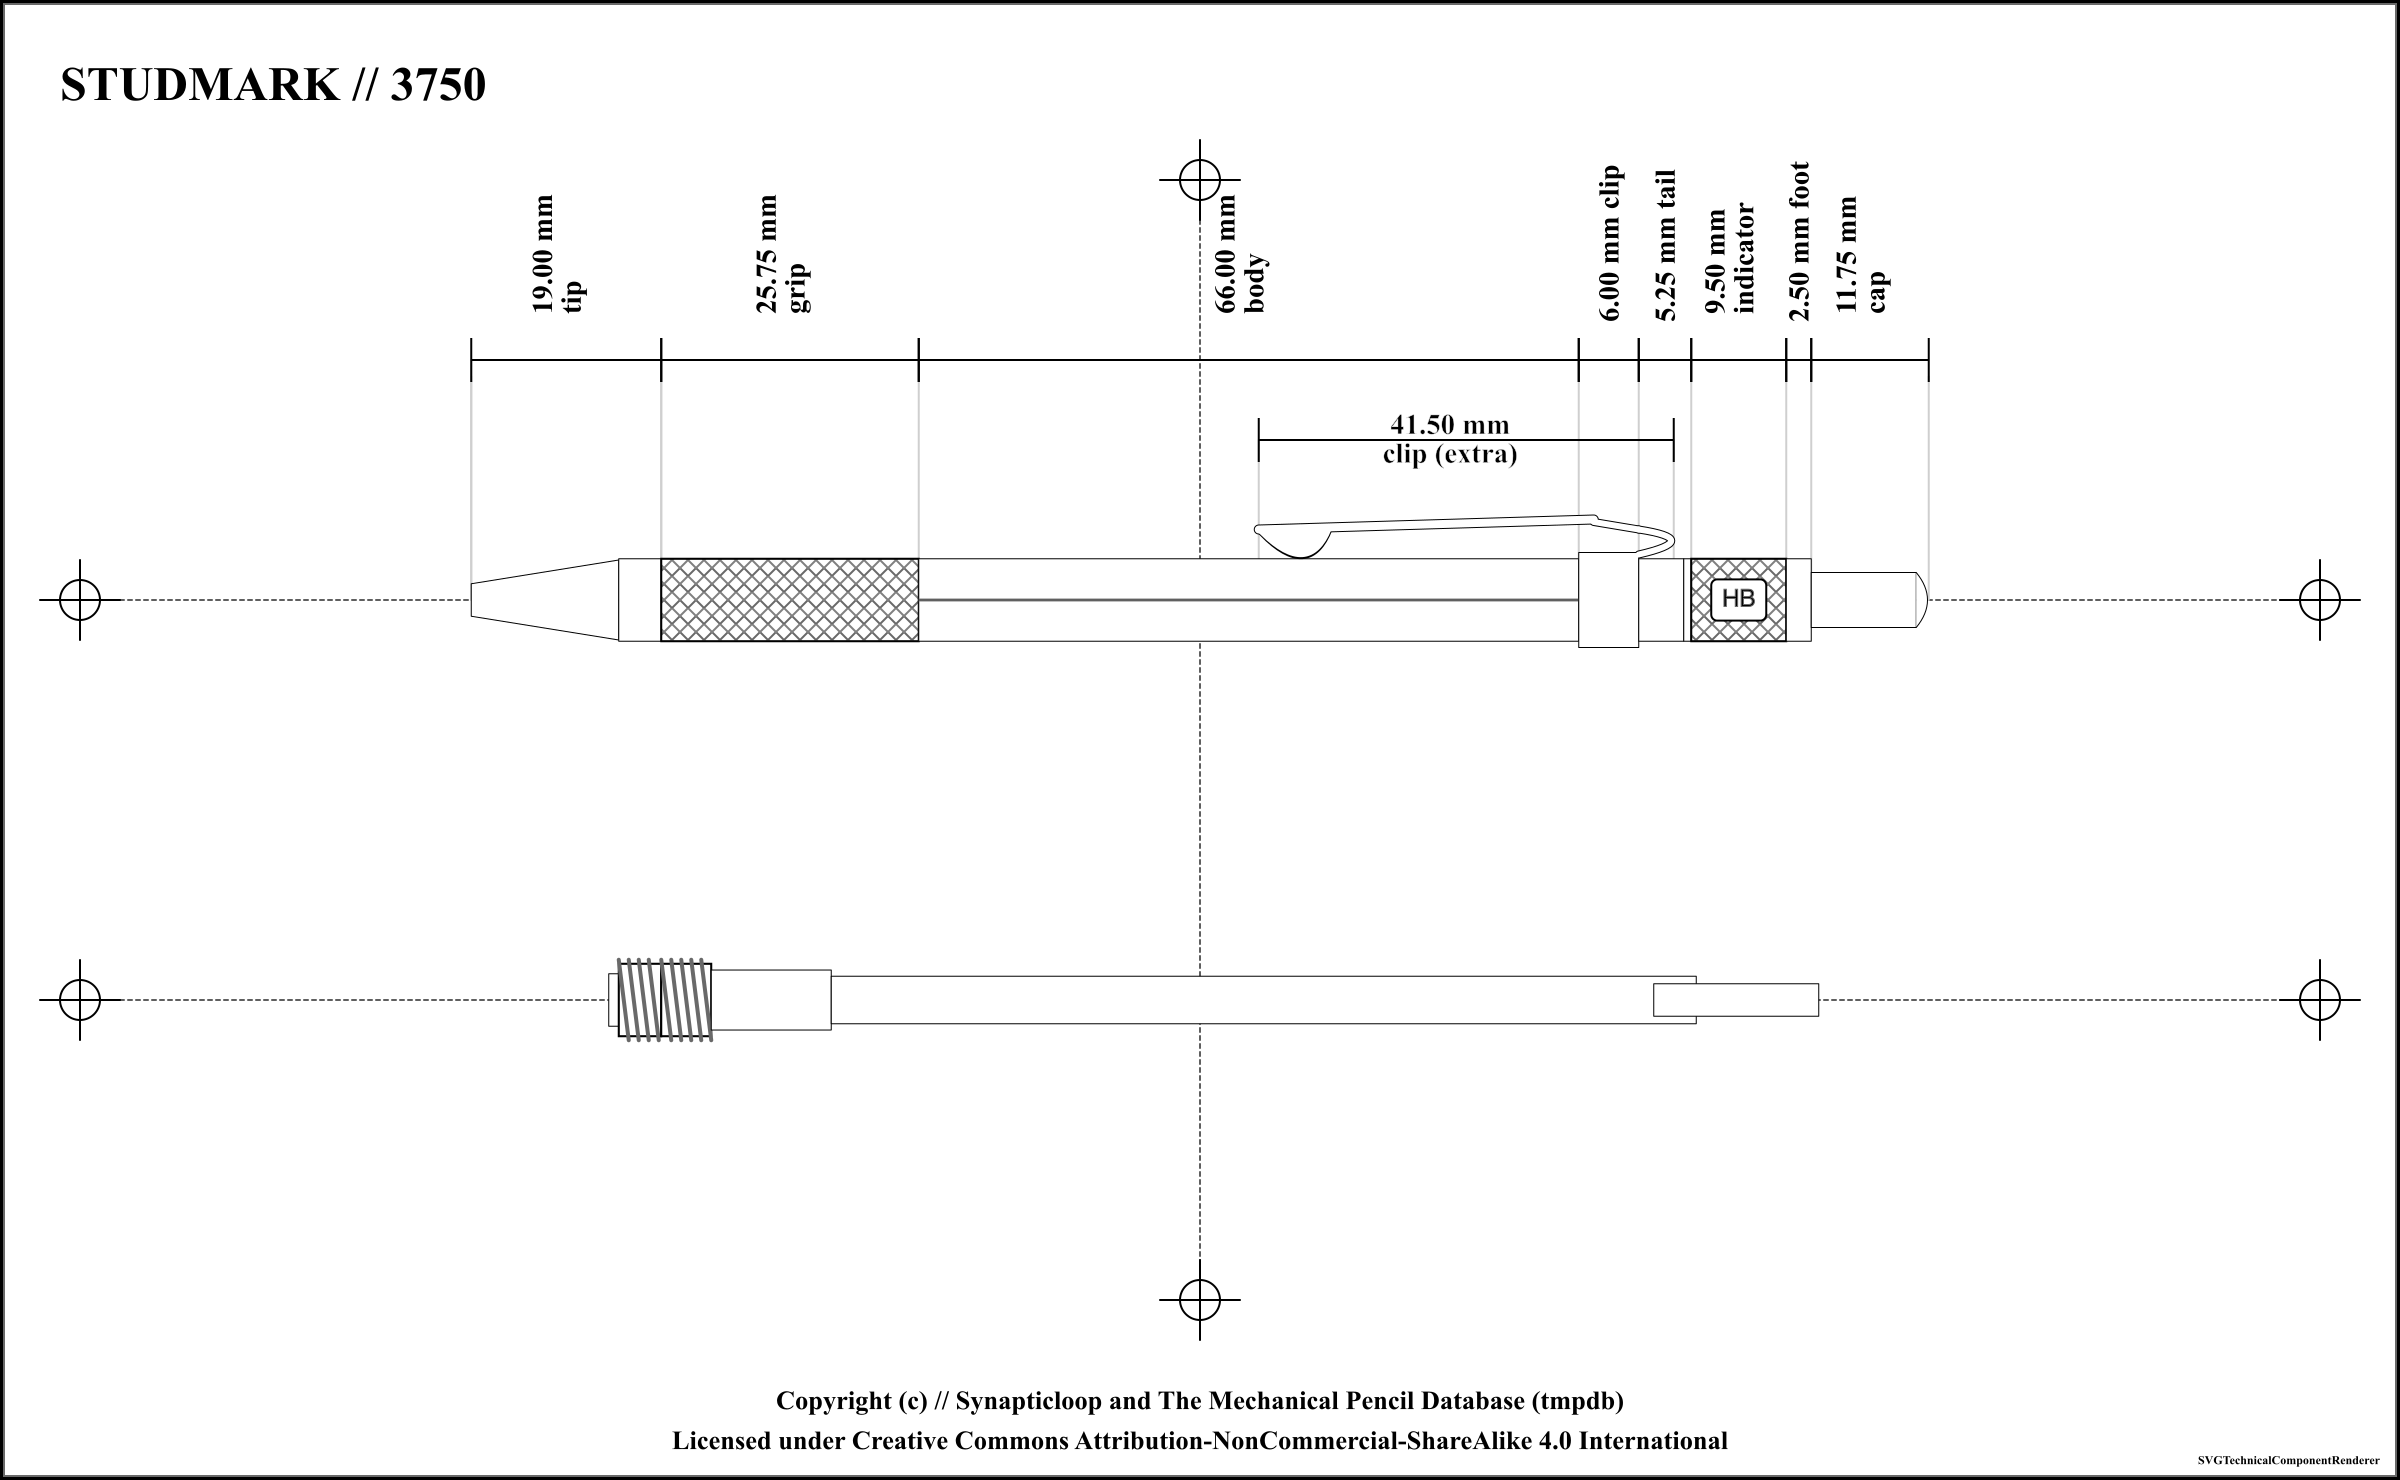 STUDMARK // 3750
19.00 mm
tip
25.75 mm
grip
66.00 mm
body
6.00 mm clip
5.25 mm tail
9.50 mm
indicator
2.50 mm foot
11.75 mm
cap
41.50 mm
clip (extra)
HB
Copyright (c) // Synapticloop and The Mechanical Pencil Database (tmpdb)
Licensed under Creative Commons Attribution-NonCommercial-ShareAlike 4.0 International
SVGTechnicalComponentRenderer